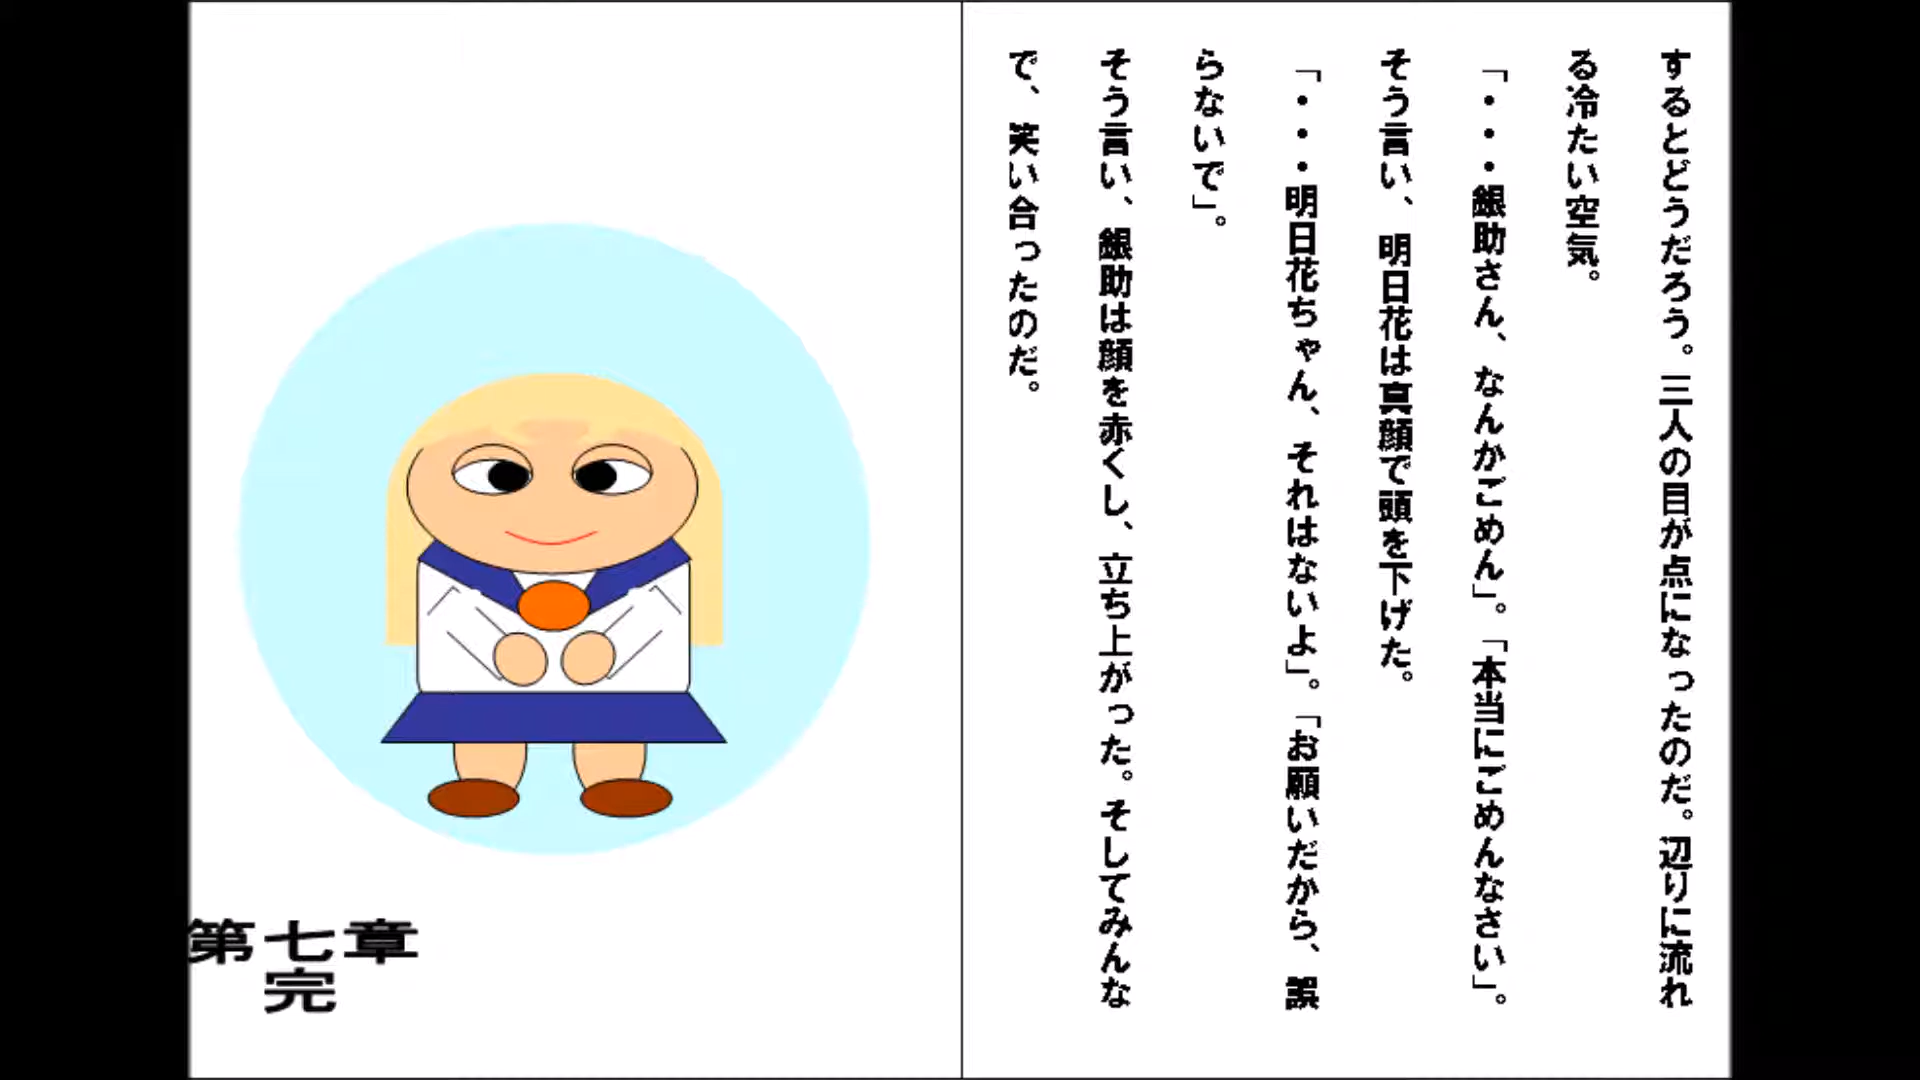 するとどうだろう。三人の目が点になったのだ。辺りに流れ
る冷たい空気。
「・・・銀助さん、なんかごめん」。「本当にごめんなさい」。
そう言い、明日花は真顔で頭を下げた。
「・・・明日花ちゃん、それはないよ」。「お願いだから、誤
らないで」。
そう言い、銀助は顔を赤くし、立ち上がった。そしてみんな
で、笑い合ったのだ。
第七章
完